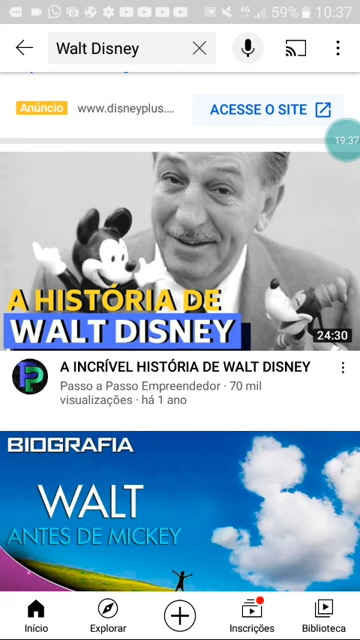 4G 59% 10:37
Walt Disney
Anúncio www.disneyplus.... ACESSE O SITE
19:37
A HISTÓRIA DE
WALT DISNEY
24:30
A INCRÍVEL HISTÓRIA DE WALT DISNEY
Passo a Passo Empreendedor · 70 mil
visualizações · há 1 ano
BIOGRAFIA
WALT
ANTES DE MICKEY
Início Explorar Inscrições Biblioteca